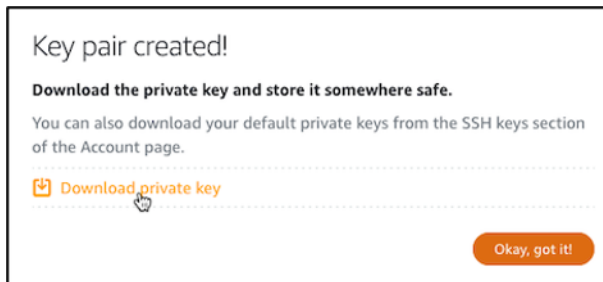 Key pair created!
Download the private key and store it somewhere safe.
You can also download your default private keys from the SSH keys section
of the Account page.
Download private key
Okay, got it!